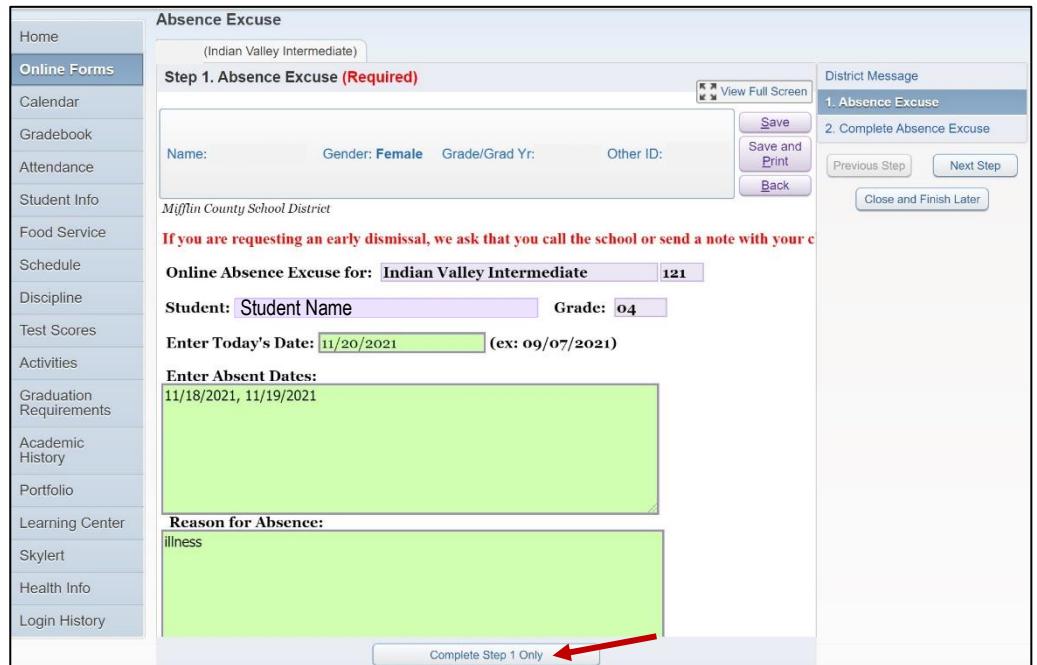 Absence Excuse
Home
Online Forms
Calendar
Gradebook
Attendance
Student Info
Food Service
Schedule
Discipline
Test Scores
Activities
Graduation
Requirements
Academic
History
Portfolio
Learning Center
Skylert
Health Info
Login History
(Indian Valley Intermediate)
Step 1. Absence Excuse (Required)
View Full Screen
Name: Gender: Female Grade/Grad Yr: Other ID:
Save
Save and
Print
Back
Mifflin County School District
If you are requesting an early dismissal, we ask that you call the school or send a note with your c
Online Absence Excuse for: Indian Valley Intermediate 121
Student: Student Name Grade: 04
Enter Today's Date: 11/20/2021 (ex: 09/07/2021)
Enter Absent Dates:
11/18/2021, 11/19/2021
Reason for Absence:
illness
Complete Step 1 Only
District Message
1. Absence Excuse
2. Complete Absence Excuse
Previous Step Next Step
Close and Finish Later